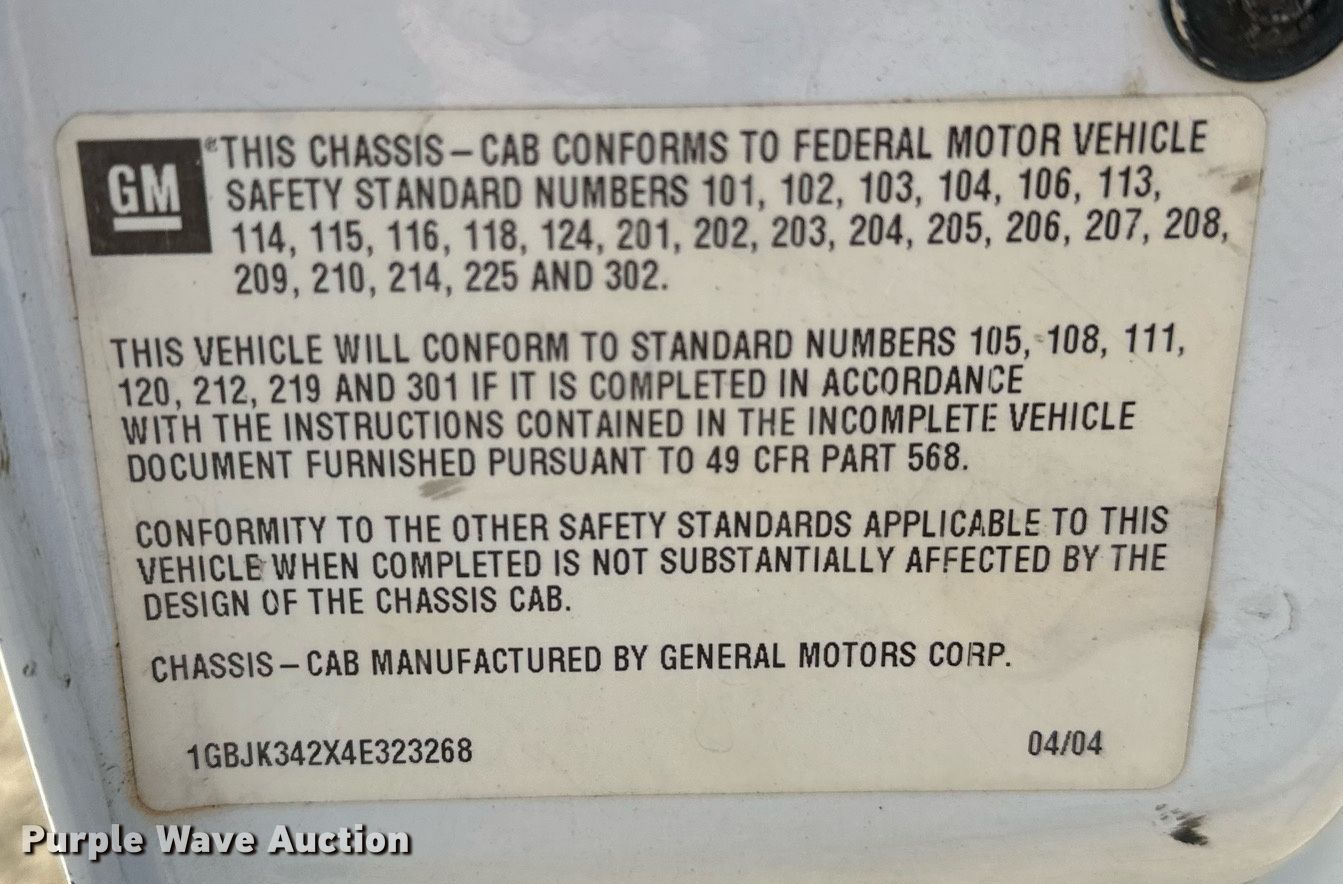 GM
®THIS CHASSIS – CAB CONFORMS TO FEDERAL MOTOR VEHICLE
SAFETY STANDARD NUMBERS 101, 102, 103, 104, 106, 113,
114, 115, 116, 118, 124, 201, 202, 203, 204, 205, 206, 207, 208,
209, 210, 214, 225 AND 302.
THIS VEHICLE WILL CONFORM TO STANDARD NUMBERS 105, 108, 111,
120, 212, 219 AND 301 IF IT IS COMPLETED IN ACCORDANCE
WITH THE INSTRUCTIONS CONTAINED IN THE INCOMPLETE VEHICLE
DOCUMENT FURNISHED PURSUANT TO 49 CFR PART 568.
CONFORMITY TO THE OTHER SAFETY STANDARDS APPLICABLE TO THIS
VEHICLE WHEN COMPLETED IS NOT SUBSTANTIALLY AFFECTED BY THE
DESIGN OF THE CHASSIS CAB.
CHASSIS – CAB MANUFACTURED BY GENERAL MOTORS CORP.
1GBJK342X4E323268 04/04
Purple Wave Auction